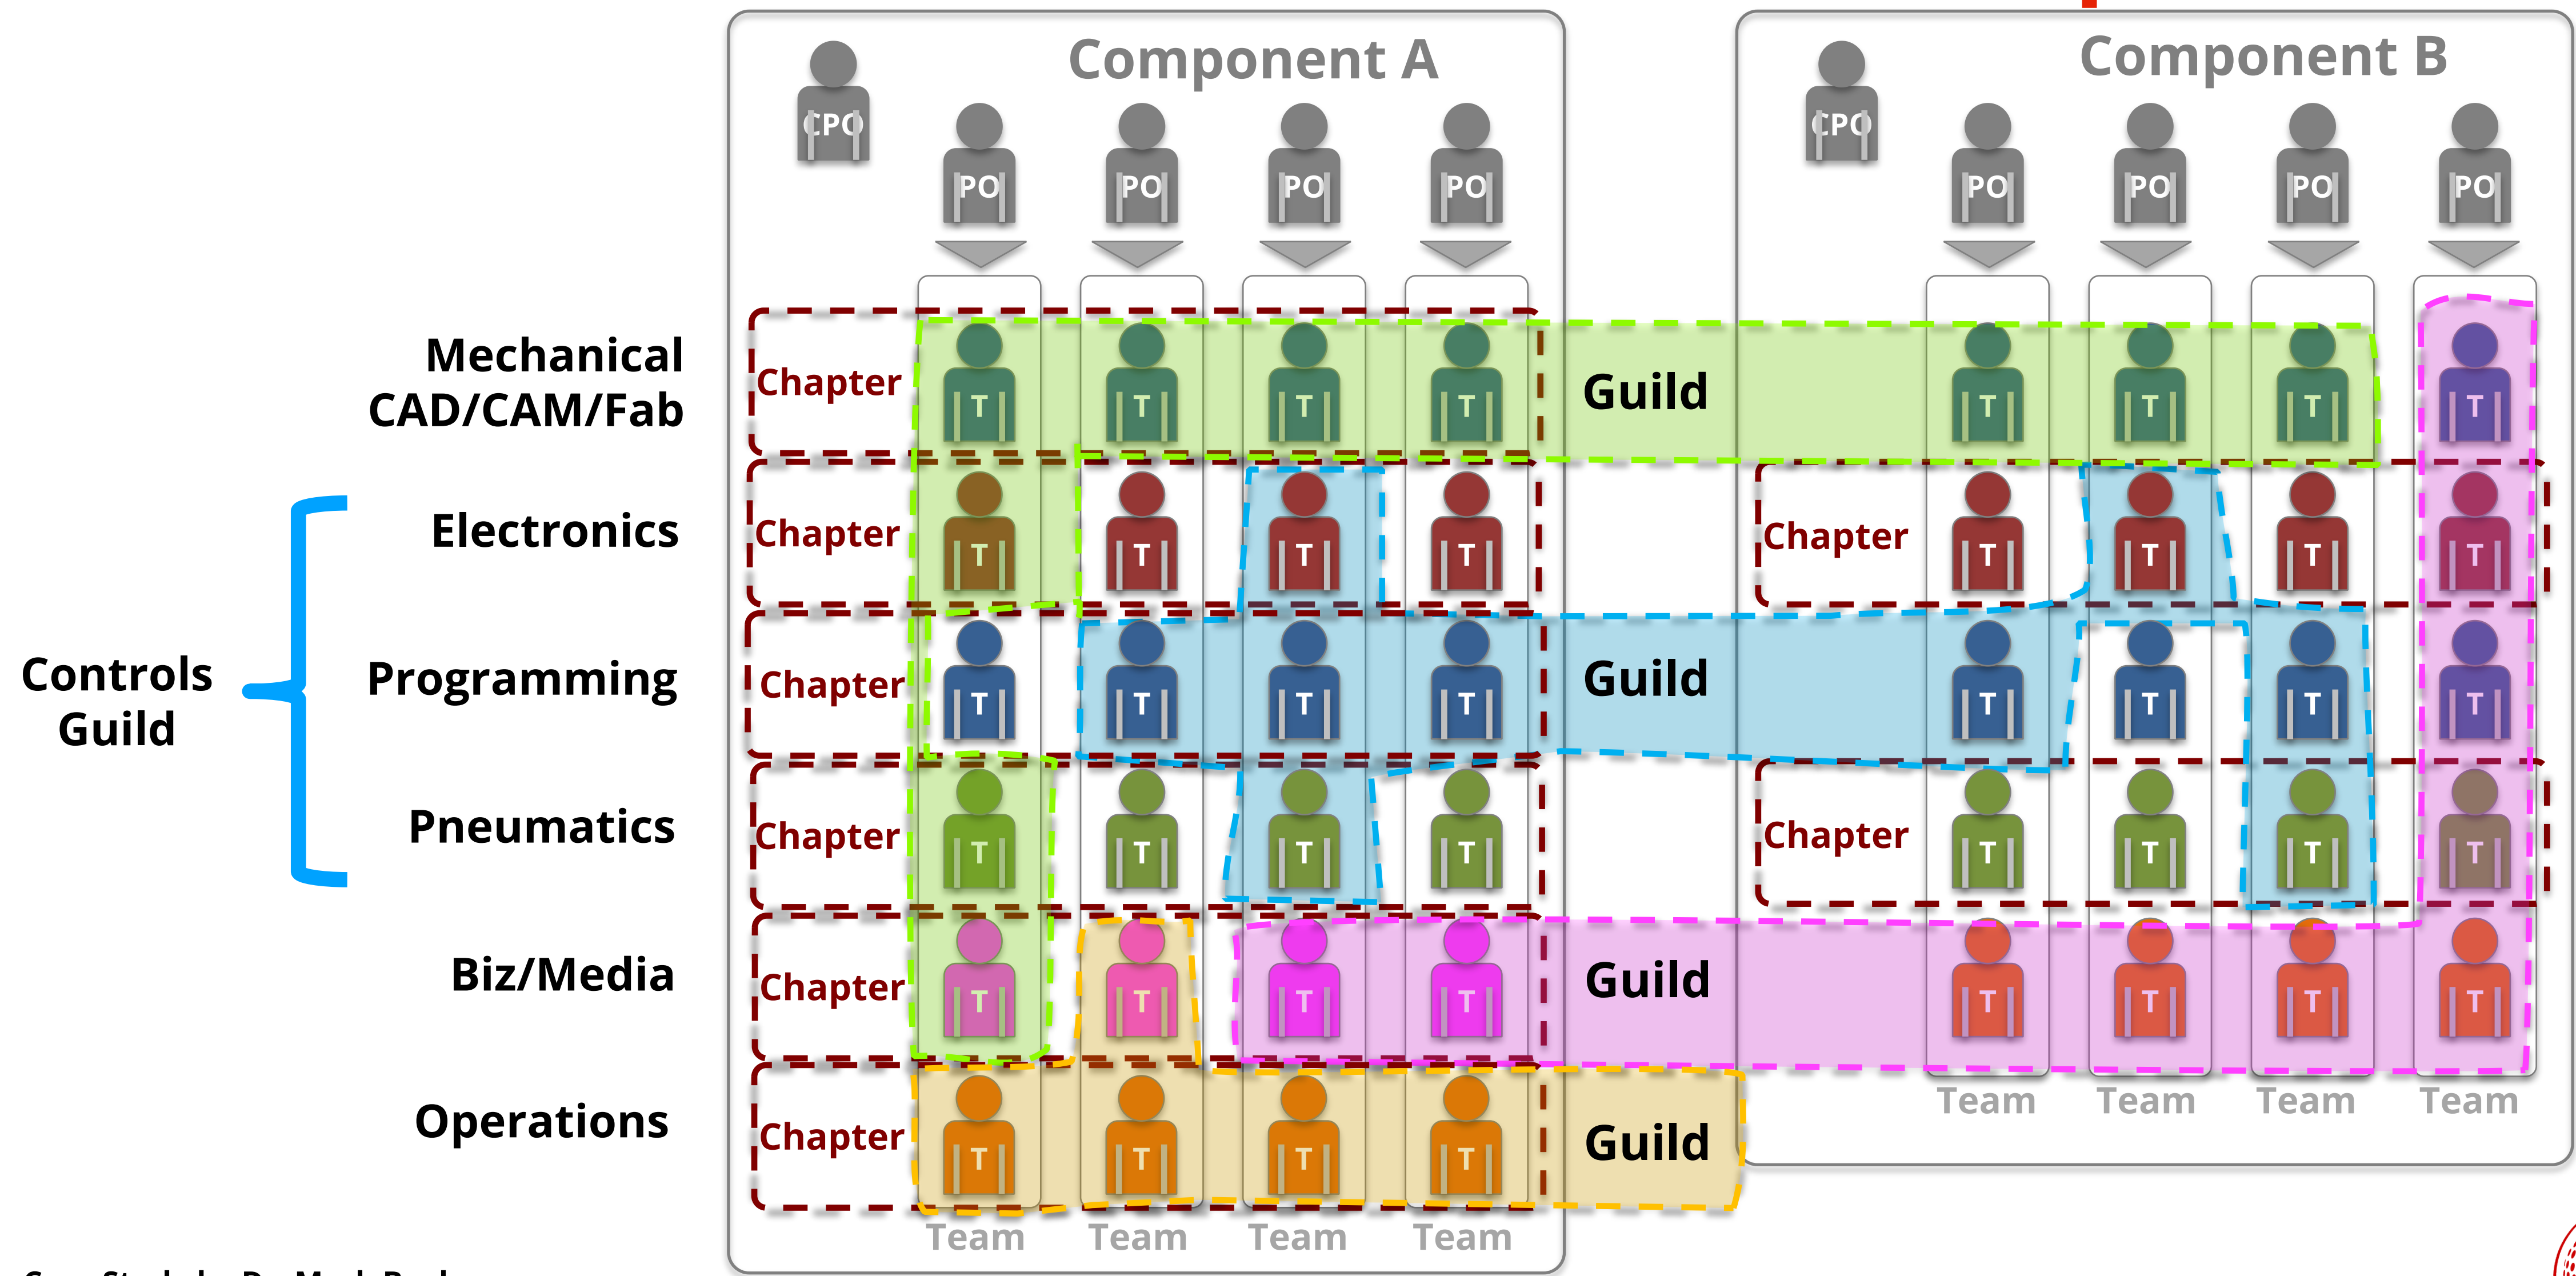 Component A
Component B
CPO
CPO
PO PO PO PO
PO PO PO PO
Mechanical
CAD/CAM/Fab
Chapter
T T T T
Guild
T T T T
Electronics
Chapter
T T T T
Chapter
T T T T
Controls
Guild
Programming
Chapter
T T T T
Guild
T T T T
Pneumatics
Chapter
T T T T
Chapter
T T T T
Biz/Media
Chapter
T T T T
Guild
T T T T
Operations
Chapter
T T T T
Guild
Team Team Team Team
Team Team Team Team